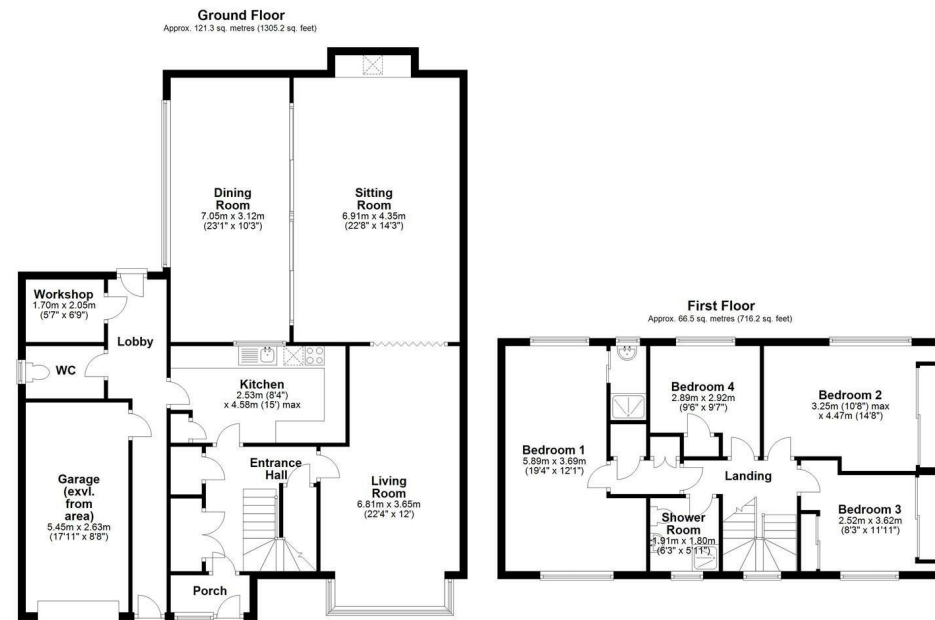 Ground Floor
Approx. 121.3 sq. metres (1305.2 sq. feet)
Dining
Room
7.05m x 3.12m
(23'1" x 10'3")
Sitting
Room
6.91m x 4.35m
(22'8" x 14'3")
Workshop
1.70m x 2.05m
(5'7" x 6'9")
Lobby
WC
Kitchen
2.53m (8'4")
x 4.58m (15') max
Garage
(exvl.
from
area)
5.45m x 2.63m
(17'11" x 8'8")
Entrance
Hall
Living
Room
6.81m x 3.65m
(22'4" x 12')
Porch
First Floor
Approx. 66.5 sq. metres (716.2 sq. feet)
Bedroom 1
5.89m x 3.69m
(19'4" x 12'1")
Bedroom 4
2.89m x 2.92m
(9'6" x 9'7")
Bedroom 2
3.25m (10'8") max
x 4.47m (14'8")
Landing
Shower
Room
1.91m x 1.80m
(6'3" x 5'11")
Bedroom 3
2.52m x 3.62m
(8'3" x 11'11")